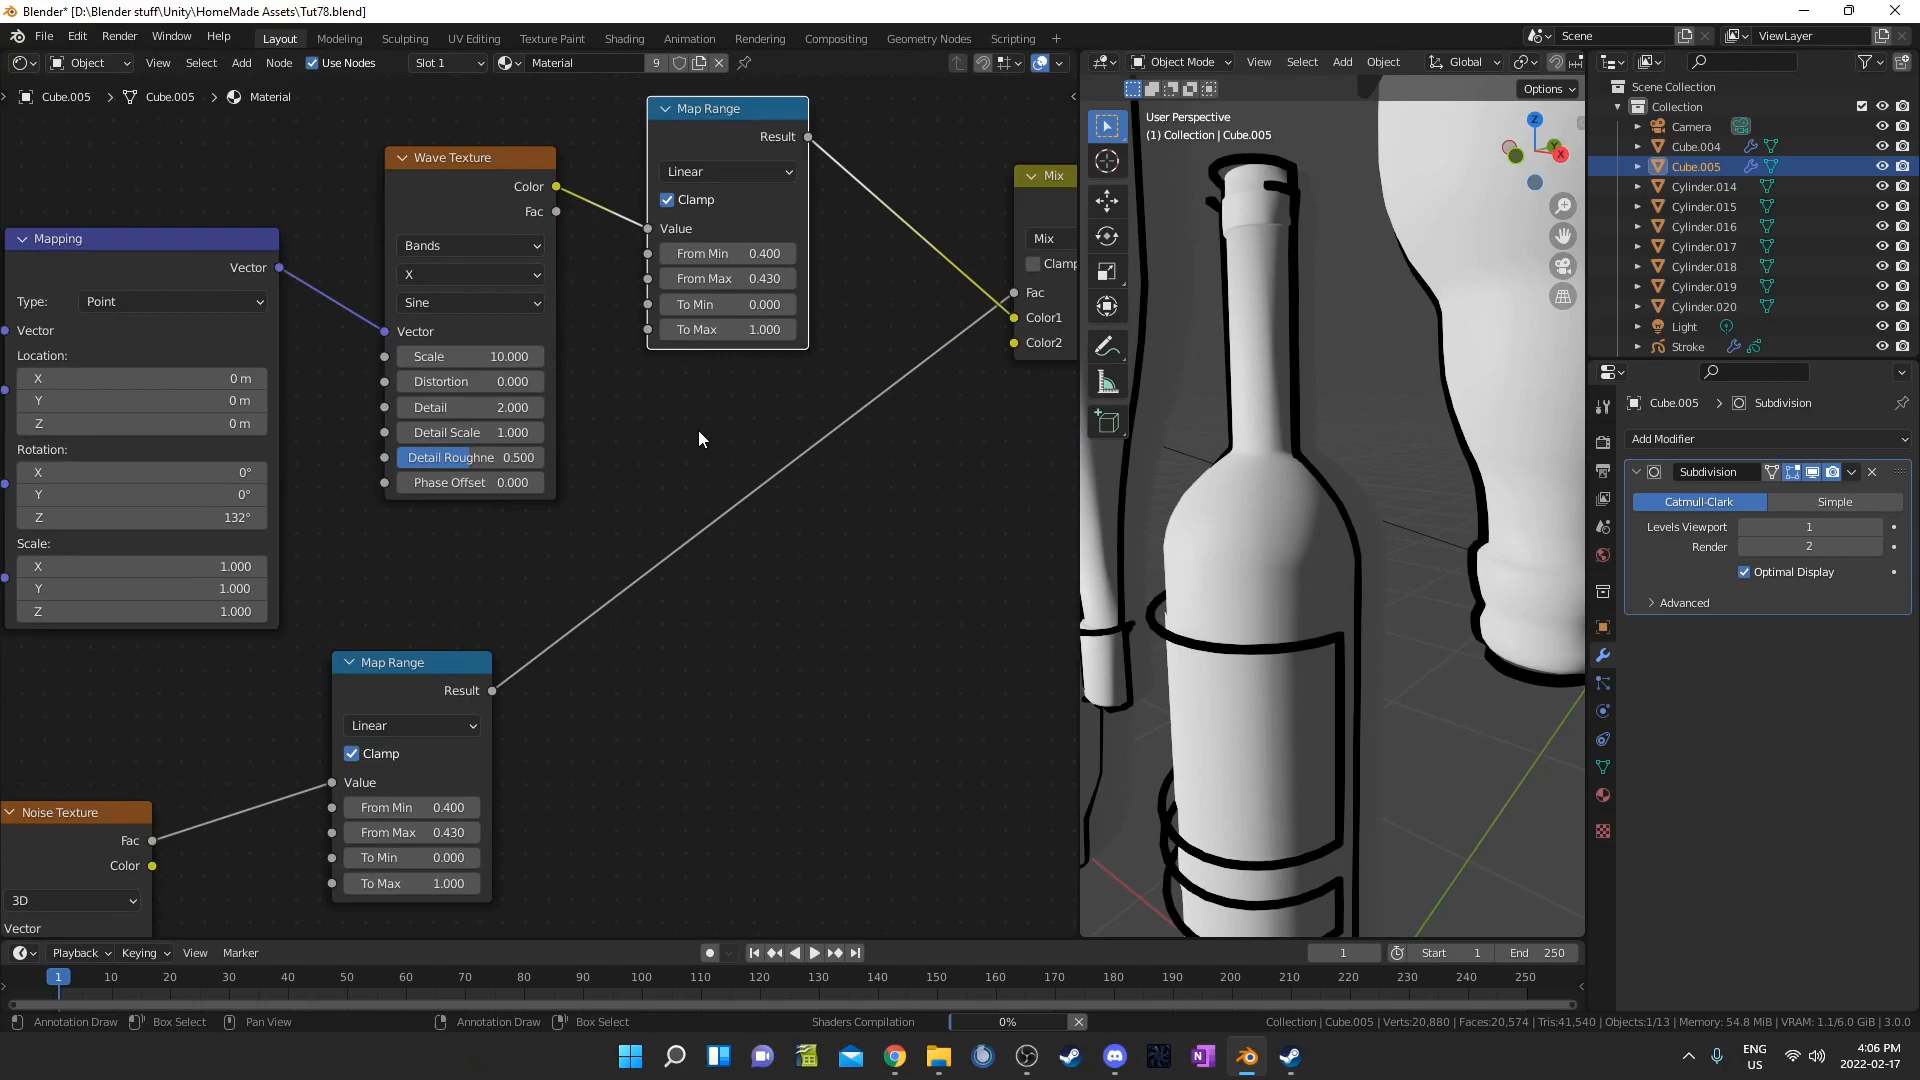 Blender* [D:\Blender stuff\Unity\HomeMade Assets\Tut78.blend]
File Edit Render Window Help
Layout Modeling Sculpting UV Editing Texture Paint Shading Animation Rendering Compositing Geometry Nodes Scripting
Scene
ViewLayer
Object View Select Add Node Use Nodes Slot 1 Material 9
Cube.005 > Cube.005 > Material
Mapping
Vector
Type: Point
Vector
Location:
X 0 m
Y 0 m
Z 0 m
Rotation:
X 0°
Y 0°
Z 132°
Scale:
X 1.000
Y 1.000
Z 1.000
Wave Texture
Color
Fac
Bands
X
Sine
Vector
Scale 10.000
Distortion 0.000
Detail 2.000
Detail Scale 1.000
Detail Roughne 0.500
Phase Offset 0.000
Map Range
Result
Linear
Clamp
Value
From Min 0.400
From Max 0.430
To Min 0.000
To Max 1.000
Mix
Mix
Clamp
Fac
Color1
Color2
Map Range
Result
Linear
Clamp
Value
From Min 0.400
From Max 0.430
To Min 0.000
To Max 1.000
Noise Texture
Fac
Color
3D
Vector
Object Mode View Select Add Object Global
Options
User Perspective
(1) Collection | Cube.005
Z
Y
X
Scene Collection
Collection
Camera
Cube.004
Cube.005
Cylinder.014
Cylinder.015
Cylinder.016
Cylinder.017
Cylinder.018
Cylinder.019
Cylinder.020
Light
Stroke
Cube.005 > Subdivision
Add Modifier
Subdivision
Catmull-Clark Simple
Levels Viewport 1
Render 2
Optimal Display
Advanced
Playback Keying View Marker
1 Start 1 End 250
1 10 20 30 40 50 60 70 80 90 100 110 120 130 140 150 160 170 180 190 200 210 220 230 240 250
Annotation Draw Box Select Pan View Annotation Draw Box Select Shaders Compilation 0%
Collection | Cube.005 | Verts:20,880 | Faces:20,574 | Tris:41,540 | Objects:1/13 | Memory: 54.8 MiB | VRAM: 1.1/6.0 GiB | 3.0.0
ENG
US
4:06 PM
2022-02-17